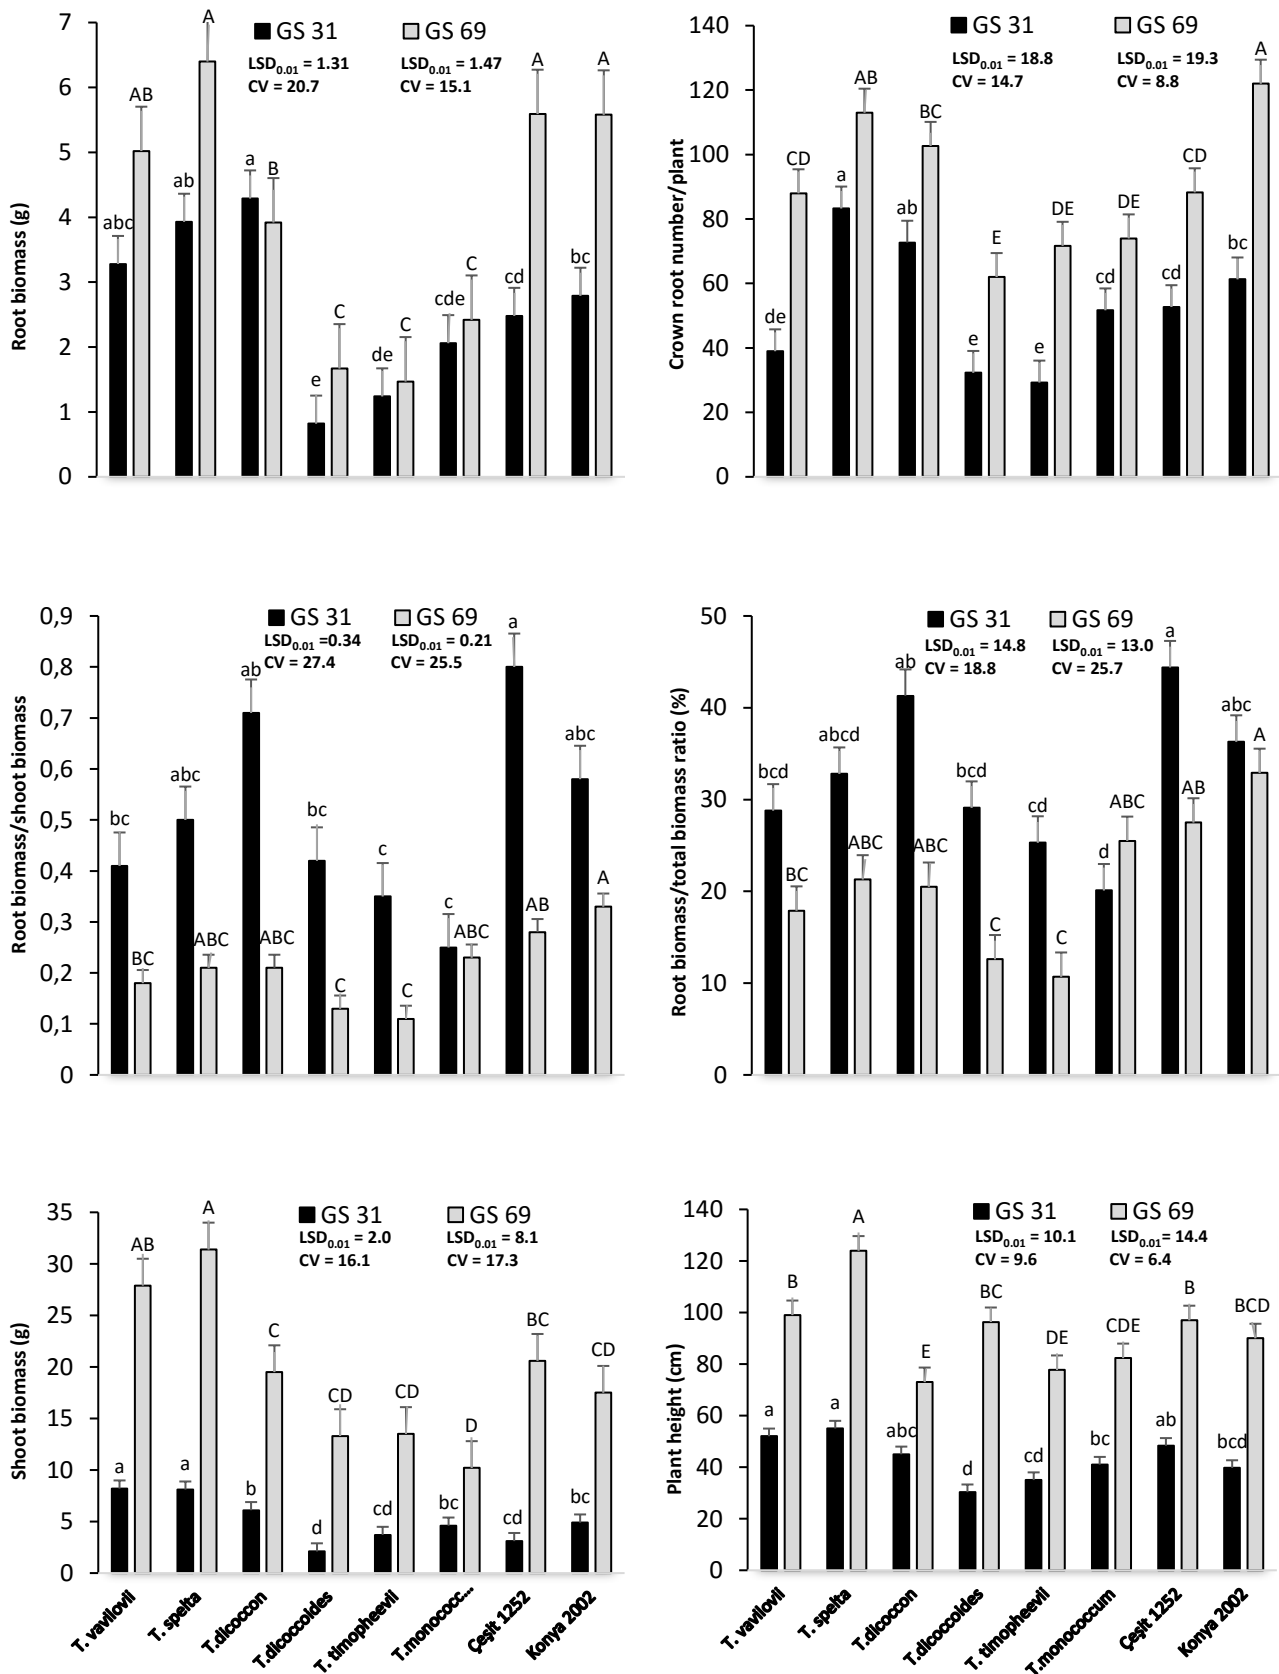 Root biomass (g)
7
6
5
4
3
2
1
0
GS 31
GS 69
LSD0.01 = 1.31
LSD0.01 = 1.47
CV = 20.7
CV = 15.1
abc
AB
ab
A
a
B
e
C
de
C
cde
C
cd
A
bc
A
Crown root number/plant
140
120
100
80
60
40
20
0
GS 31
GS 69
LSD0.01 = 18.8
LSD0.01 = 19.3
CV = 14.7
CV = 8.8
de
CD
a
AB
ab
BC
e
E
e
DE
cd
DE
cd
CD
bc
A
Root biomass/shoot biomass
0,9
0,8
0,7
0,6
0,5
0,4
0,3
0,2
0,1
0
GS 31
GS 69
LSD0.01 =0.34
LSD0.01 = 0.21
CV = 27.4
CV = 25.5
bc
BC
abc
ABC
ab
ABC
bc
C
c
C
c
ABC
a
AB
abc
A
Root biomass/total biomass ratio (%)
50
40
30
20
10
0
GS 31
GS 69
LSD0.01 = 14.8
LSD0.01 = 13.0
CV = 18.8
CV = 25.7
bcd
BC
abcd
ABC
ab
ABC
bcd
C
cd
C
d
ABC
a
AB
abc
A
Shoot biomass (g)
35
30
25
20
15
10
5
0
GS 31
GS 69
LSD0.01 = 2.0
LSD0.01 = 8.1
CV = 16.1
CV = 17.3
a
AB
a
A
b
C
d
CD
cd
CD
bc
D
cd
BC
bc
CD
T. vavilovii
T. spelta
T.dicoccon
T.dicoccoides
T. timopheevii
T.monococc...
Çeşit 1252
Konya 2002
Plant height (cm)
140
120
100
80
60
40
20
0
GS 31
GS 69
LSD0.01 = 10.1
LSD0.01 = 14.4
CV = 9.6
CV = 6.4
a
B
a
A
abc
E
d
BC
cd
DE
bc
CDE
ab
B
bcd
BCD
T. vavilovii
T. spelta
T.dicoccon
T.dicoccoides
T. timopheevii
T.monococcum
Çeşit 1252
Konya 2002